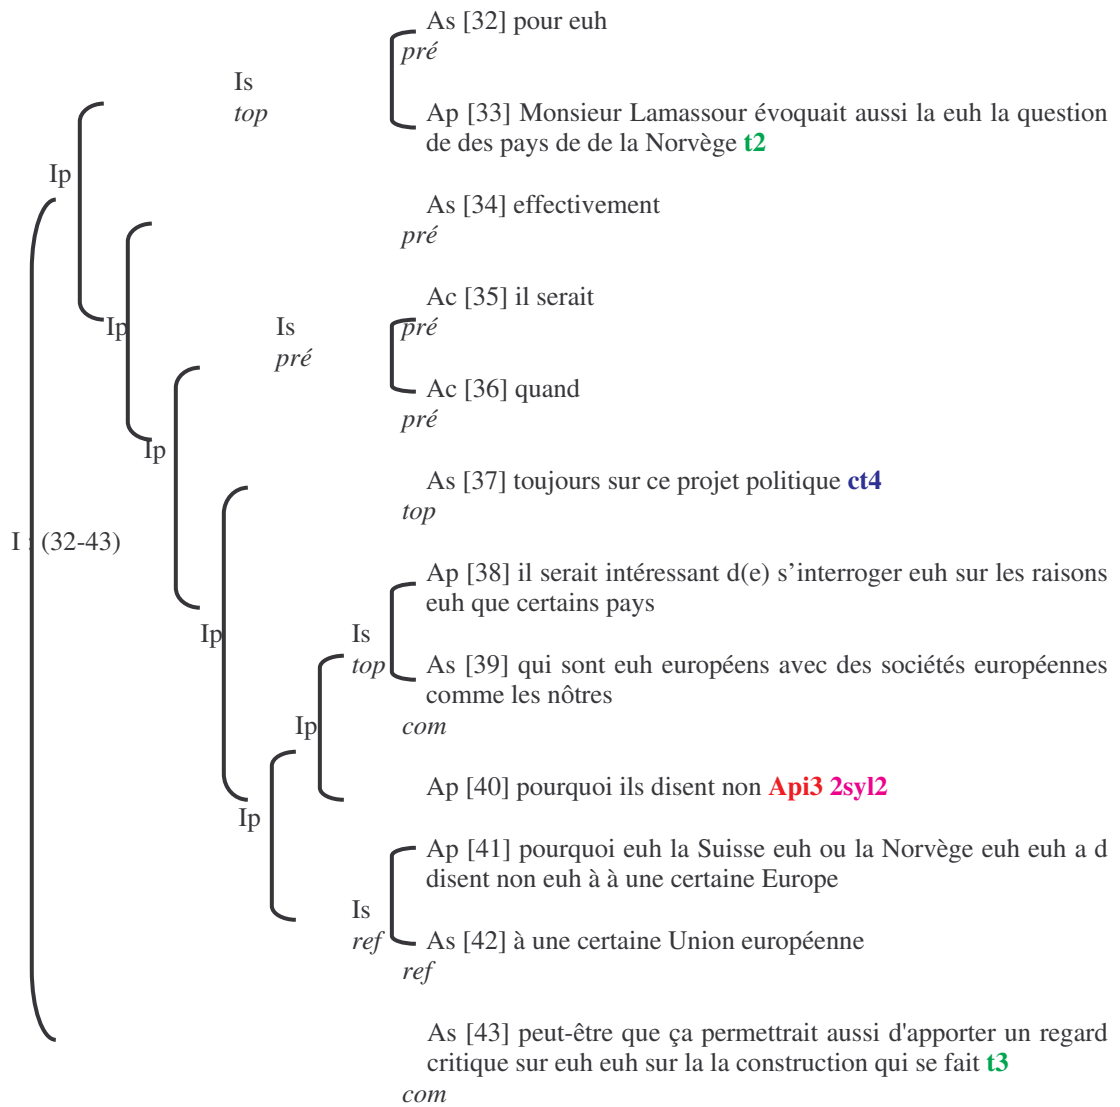 As [32] pour euh
pré
Is
top
Ap [33] Monsieur Lamassour évoquait aussi la euh la question
de des pays de de la Norvège t2
Ip
As [34] effectivement
pré
Ac [35] il serait
Ip
Is
pré
pré
Ac [36] quand
pré
Ip
As [37] toujours sur ce projet politique ct4
top
I : (32-43)
Ap [38] il serait intéressant d(e) s’interroger euh sur les raisons
euh que certains pays
Ip
Is
top
As [39] qui sont euh européens avec des sociétés européennes
comme les nôtres
Ip
com
Ap [40] pourquoi ils disent non Api3 2syl2
Ip
Ap [41] pourquoi euh la Suisse euh ou la Norvège euh euh a d
disent non euh à à une certaine Europe
Is
ref
As [42] à une certaine Union européenne
ref
As [43] peut-être que ça permettrait aussi d'apporter un regard
critique sur euh euh sur la la construction qui se fait t3
com